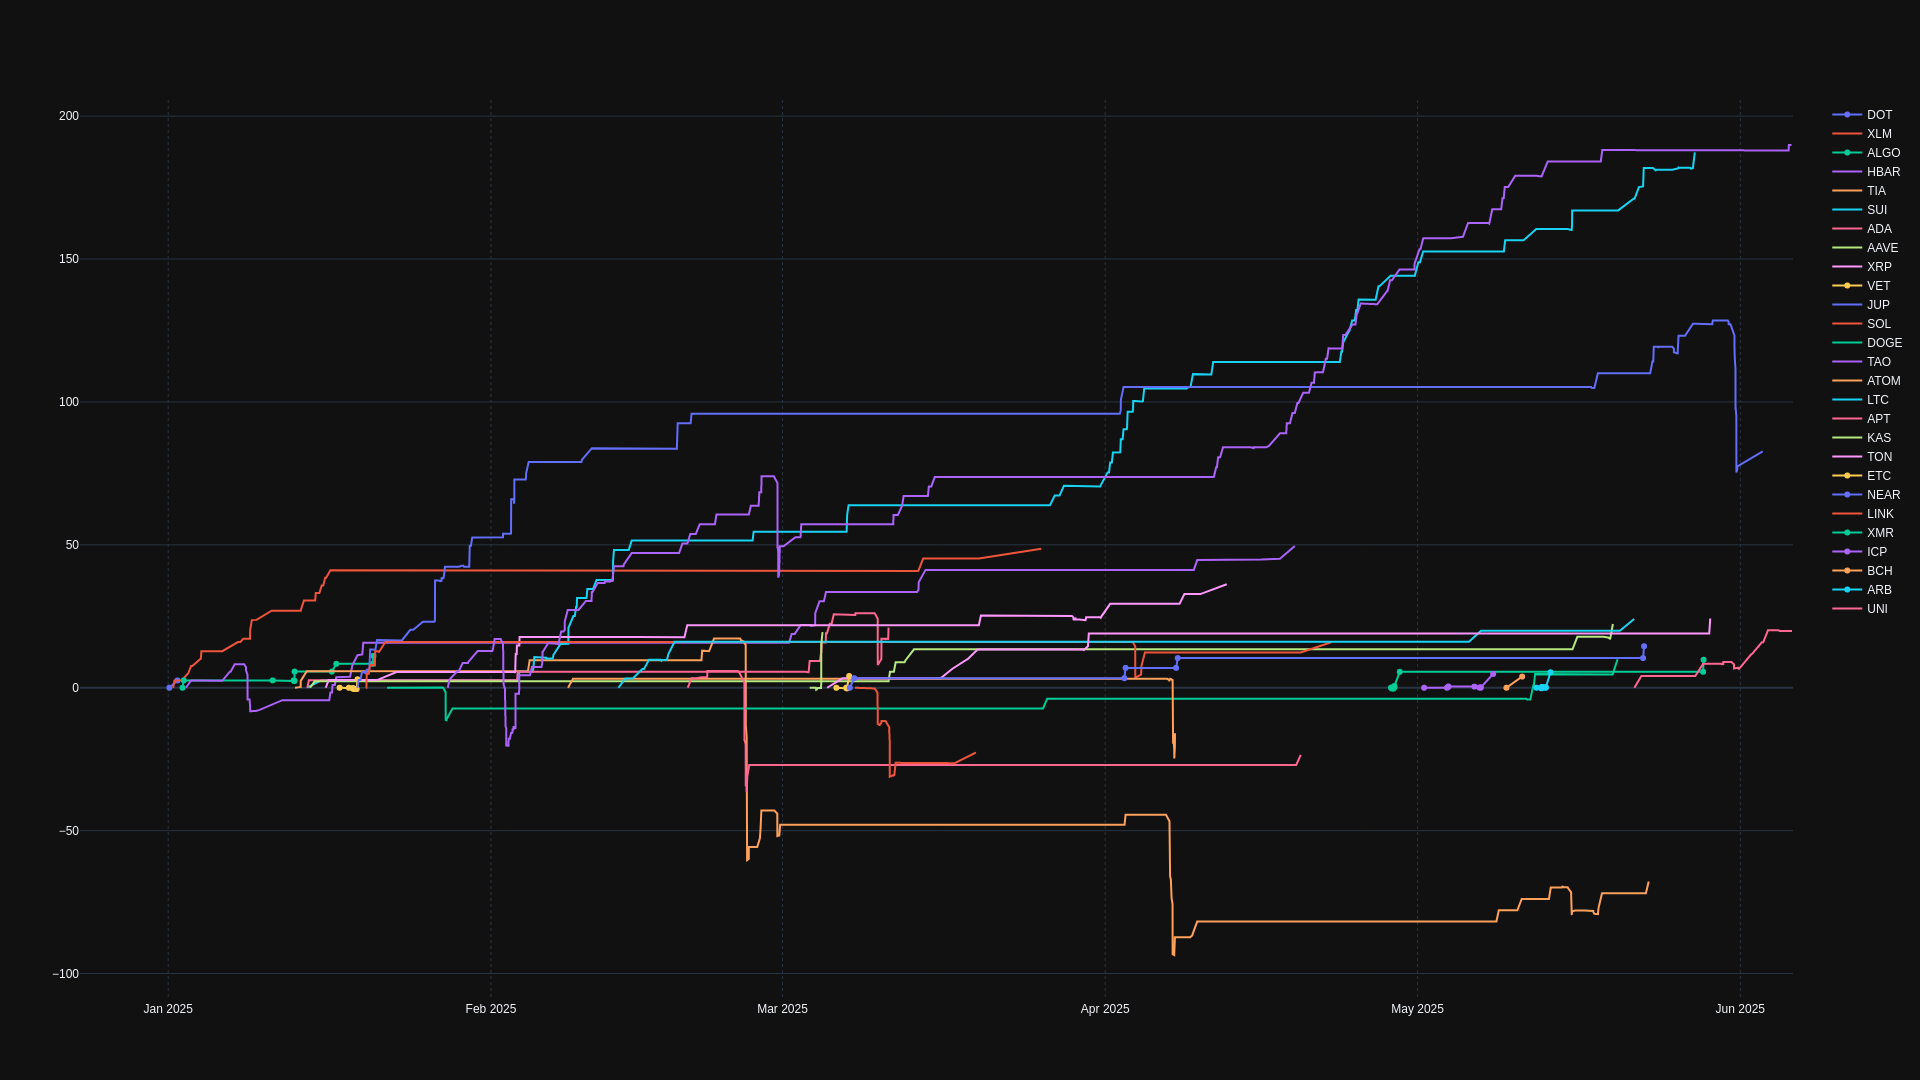 200
150
100
50
0
−50
−100
Jan 2025
Feb 2025
Mar 2025
Apr 2025
May 2025
Jun 2025
DOT
XLM
ALGO
HBAR
TIA
SUI
ADA
AAVE
XRP
VET
JUP
SOL
DOGE
TAO
ATOM
LTC
APT
KAS
TON
ETC
NEAR
LINK
XMR
ICP
BCH
ARB
UNI